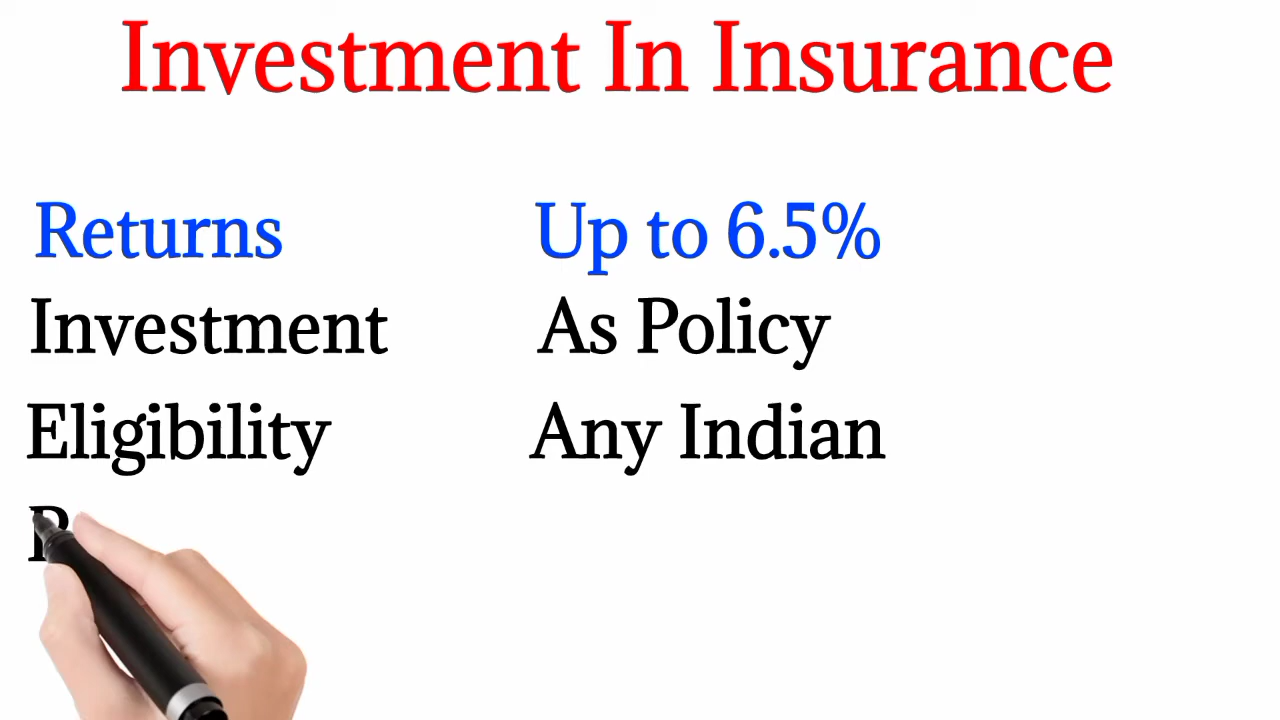 Investment In Insurance
Returns Up to 6.5%
Investment As Policy
Eligibility Any Indian